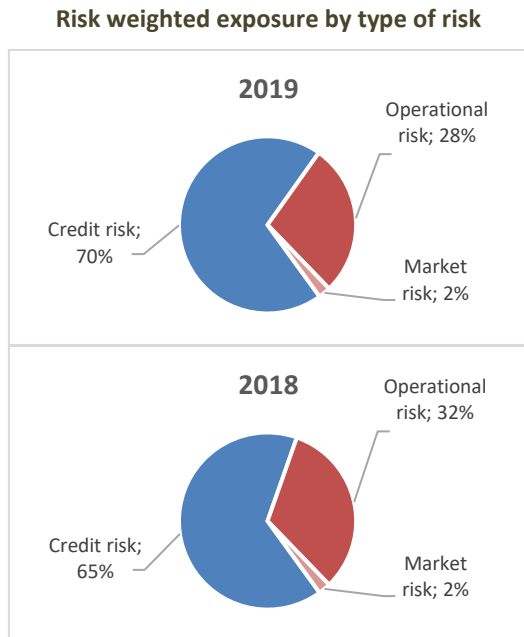 Risk weighted exposure by type of risk
2019
Operational
risk; 28%
Credit risk;
70%
Market
risk; 2%
2018
Operational
risk; 32%
Credit risk;
65%
Market
risk; 2%